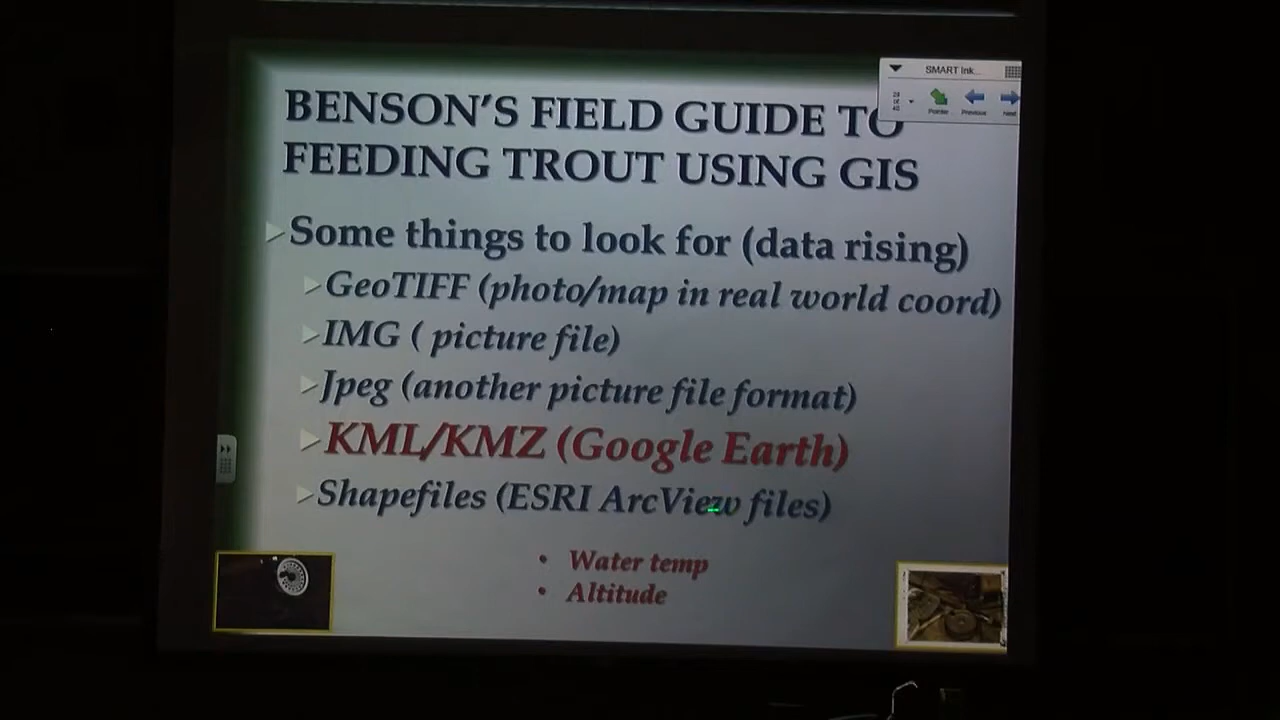 BENSON'S FIELD GUIDE TO
FEEDING TROUT USING GIS
SMART Ink...
Pointer
Previous
Next
Some things to look for (data rising)
GeoTIFF (photo/map in real world coord)
IMG ( picture file)
Jpeg (another picture file format)
KML/KMZ (Google Earth)
Shapefiles (ESRI ArcView files)
• Water temp
• Altitude